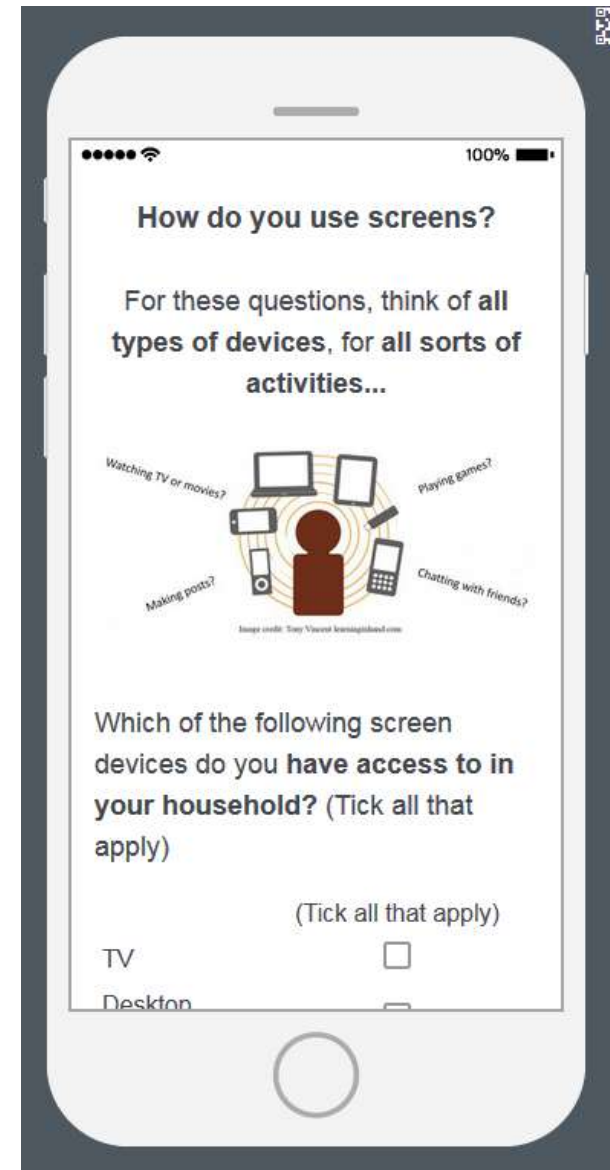 100%
How do you use screens?
For these questions, think of all
types of devices, for all sorts of
activities...
Watching TV or movies?
Playing games?
Making posts?
Chatting with friends?
Image credit: Tony Vincent learninginhand.com
Which of the following screen
devices do you have access to in
your household? (Tick all that
apply)
(Tick all that apply)
TV
Desktop